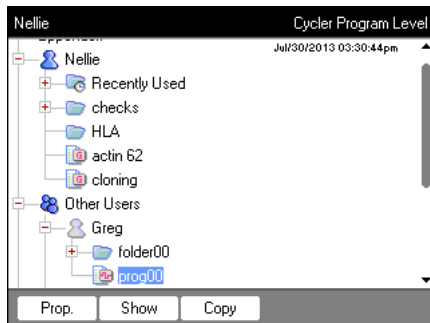 Nellie Cycler Program Level
Jul/30/2013 03:30:44pm
Nellie
Recently Used
checks
HLA
actin 62
cloning
Other Users
Greg
folder00
prog00
Prop. Show Copy